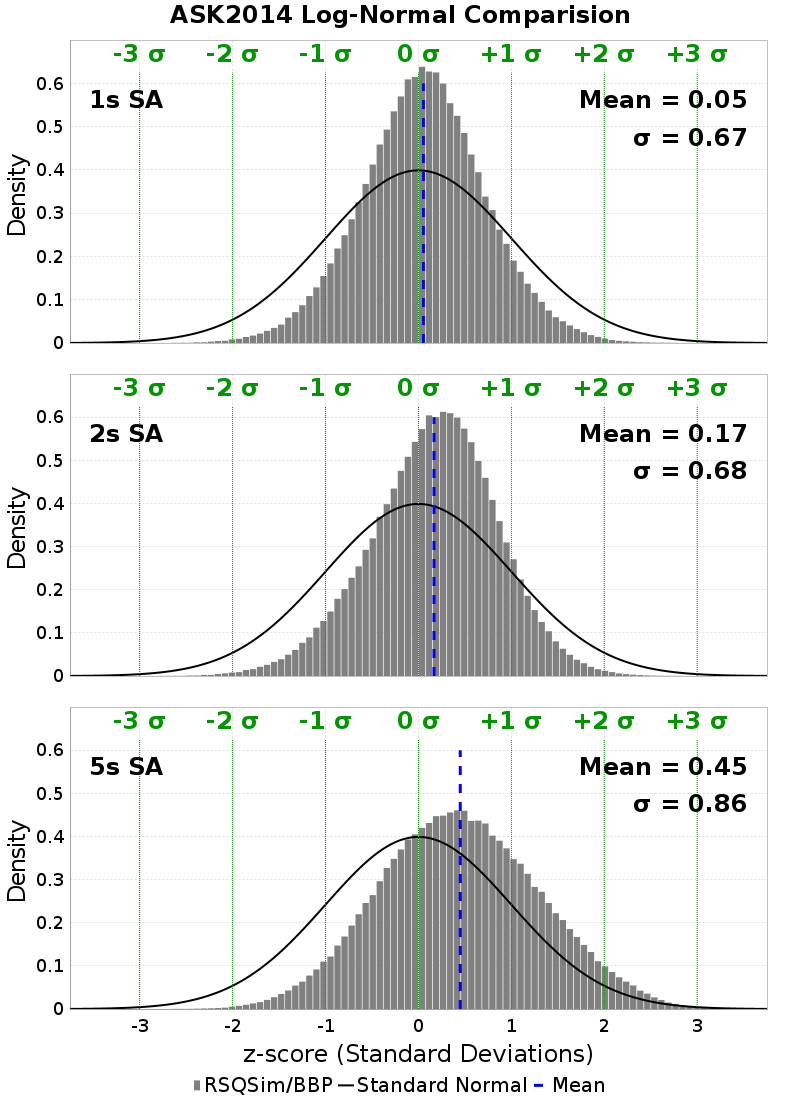 ASK2014 Log-Normal Comparision
-3 σ -2 σ -1 σ 0 σ +1 σ +2 σ +3 σ
1s SA
Mean = 0.05
σ = 0.67
0.6
0.5
0.4
0.3
0.2
0.1
0
Density
-3 σ -2 σ -1 σ 0 σ +1 σ +2 σ +3 σ
2s SA
Mean = 0.17
σ = 0.68
0.6
0.5
0.4
0.3
0.2
0.1
0
Density
-3 σ -2 σ -1 σ 0 σ +1 σ +2 σ +3 σ
5s SA
Mean = 0.45
σ = 0.86
0.6
0.5
0.4
0.3
0.2
0.1
0
Density
-3 -2 -1 0 1 2 3
z-score (Standard Deviations)
RSQSim/BBP Standard Normal Mean